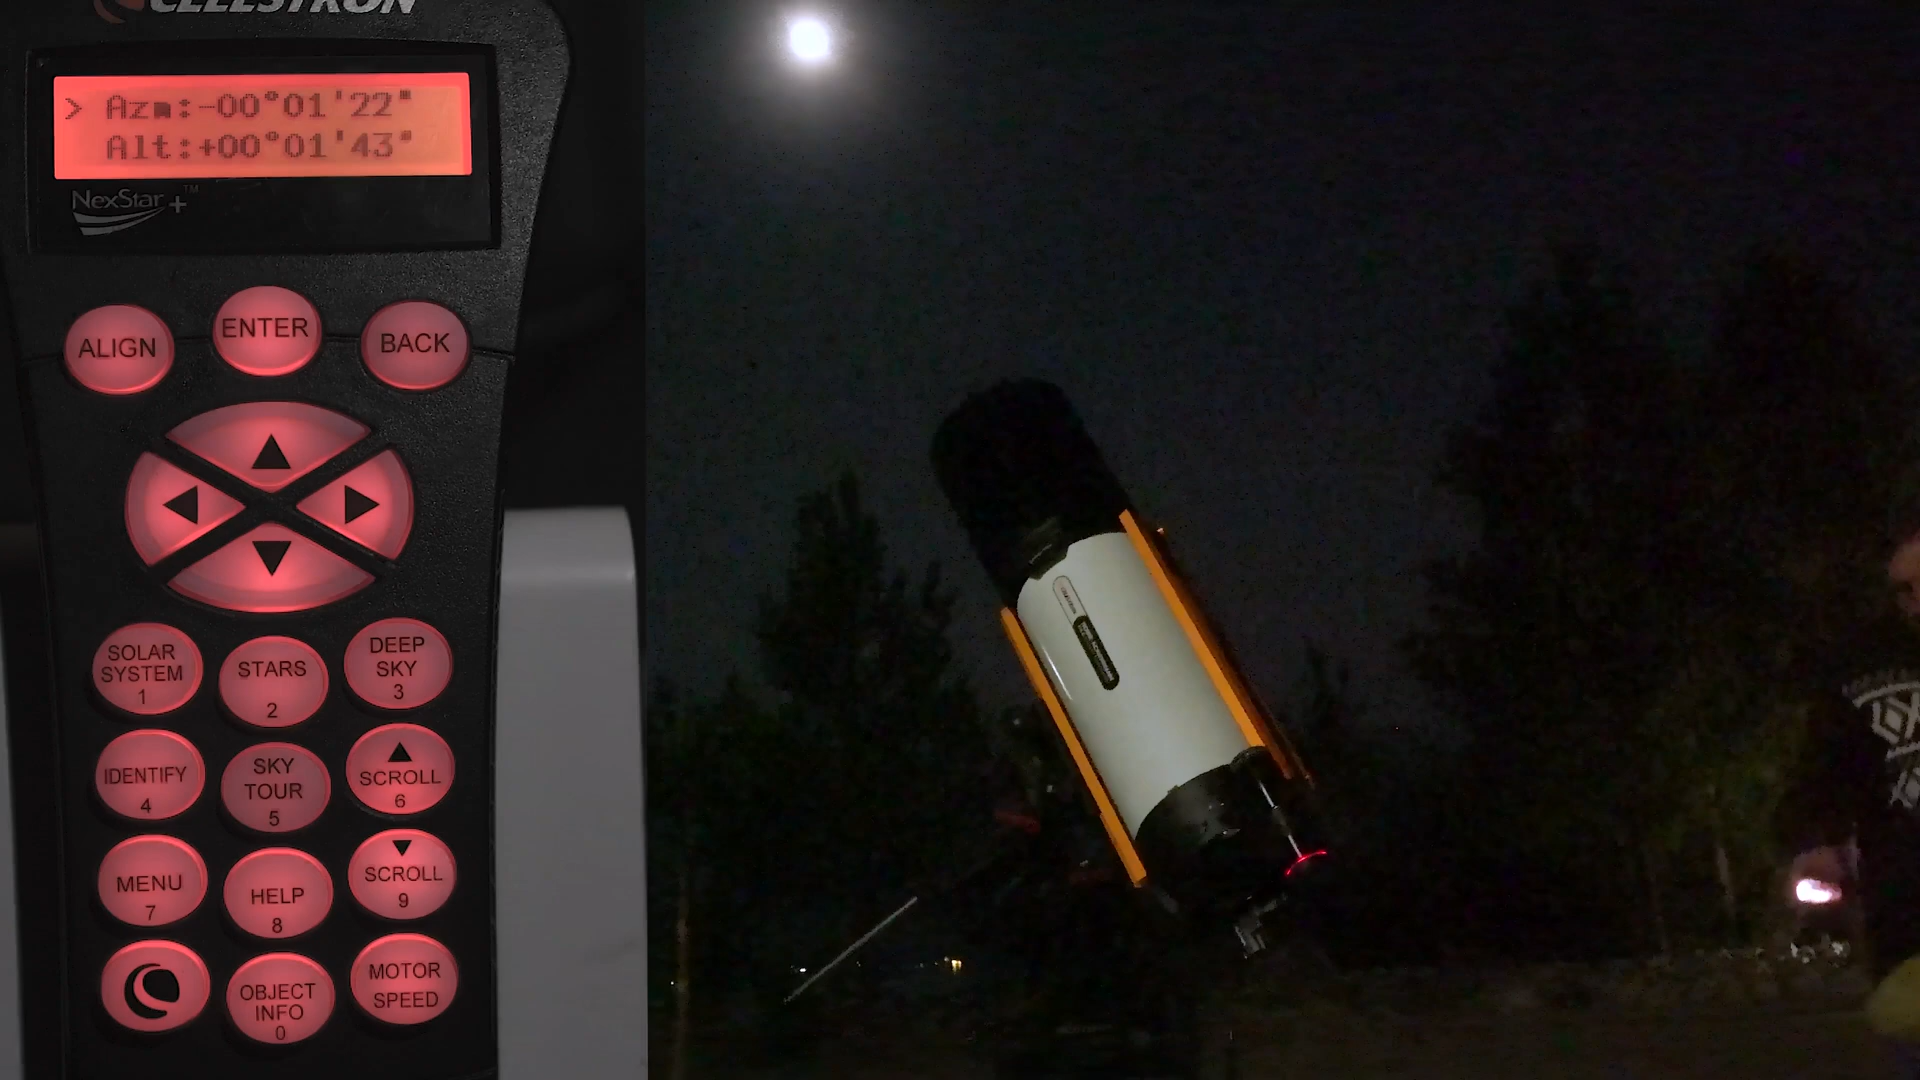 CELESTRON
> Azm:-00°01'22"
Alt:+00°01'43"
NexStar+™
ALIGN
ENTER
BACK
SOLAR
SYSTEM
1
STARS
2
DEEP
SKY
3
IDENTIFY
4
SKY
TOUR
5
SCROLL
6
MENU
7
HELP
8
SCROLL
9
OBJECT
INFO
0
MOTOR
SPEED